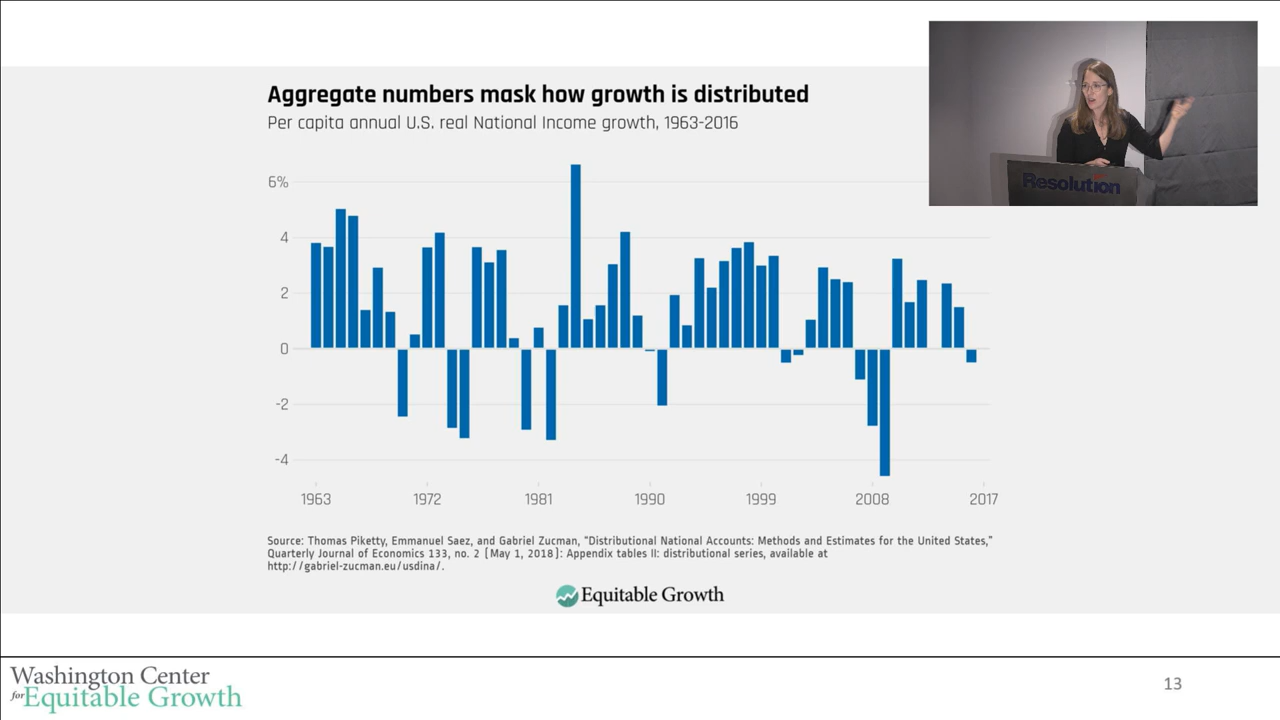 Aggregate numbers mask how growth is distributed
Per capita annual U.S. real National Income growth, 1963-2016
Resolution
6%
4
2
0
-2
-4
1963 1972 1981 1990 1999 2008 2017
Source: Thomas Piketty, Emmanuel Saez, and Gabriel Zucman, “Distributional National Accounts: Methods and Estimates for the United States,”
Quarterly Journal of Economics 133, no. 2 (May 1, 2018): Appendix tables II: distributional series, available at
http://gabriel-zucman.eu/usdina/.
Equitable Growth
Washington Center
for Equitable Growth
13